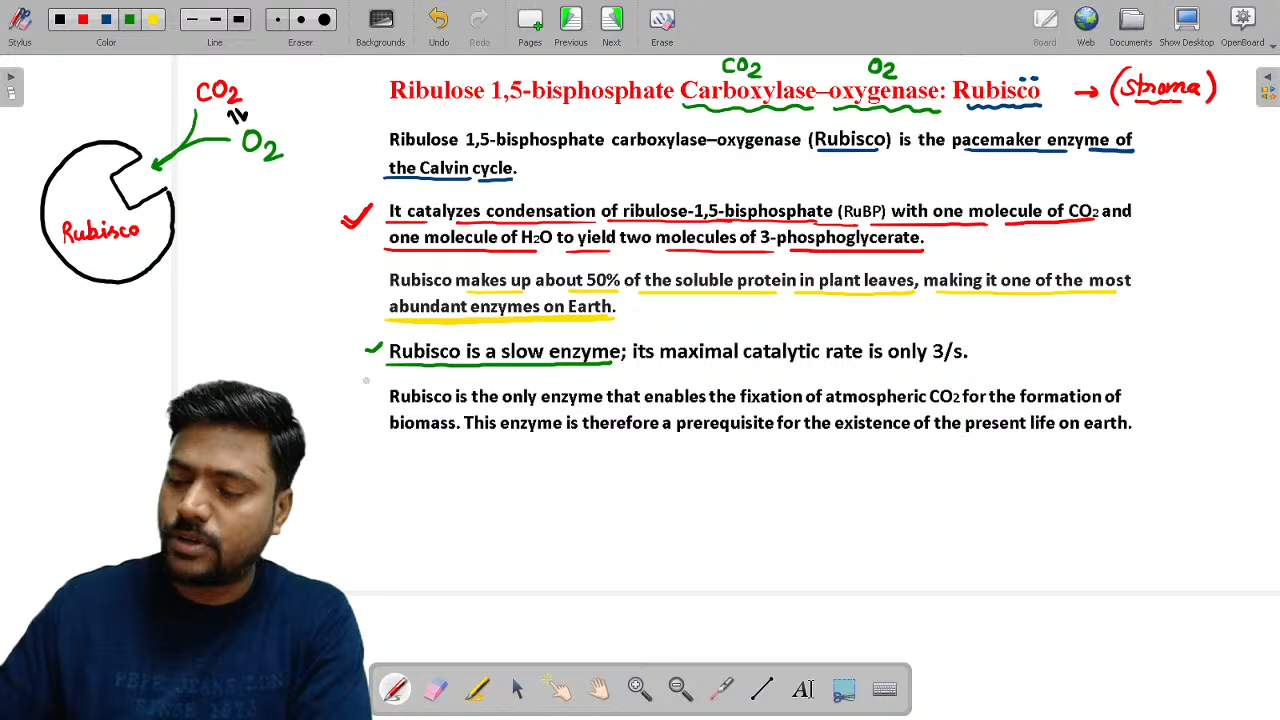 Stylus
Color
Line
Eraser
Backgrounds
Undo
Redo
Pages
Previous
Next
Erase
Board
Web
Documents
Show Desktop
OpenBoard
CO2
O2
CO2
O2
Rubisco
Ribulose 1,5-bisphosphate Carboxylase–oxygenase: Rubisco → (Stroma)
Ribulose 1,5-bisphosphate carboxylase–oxygenase (Rubisco) is the pacemaker enzyme of
the Calvin cycle.
It catalyzes condensation of ribulose-1,5-bisphosphate (RuBP) with one molecule of CO2 and
one molecule of H2O to yield two molecules of 3-phosphoglycerate.
Rubisco makes up about 50% of the soluble protein in plant leaves, making it one of the most
abundant enzymes on Earth.
Rubisco is a slow enzyme; its maximal catalytic rate is only 3/s.
Rubisco is the only enzyme that enables the fixation of atmospheric CO2 for the formation of
biomass. This enzyme is therefore a prerequisite for the existence of the present life on earth.
PEPE JEANS LONDON
SINCE 1973